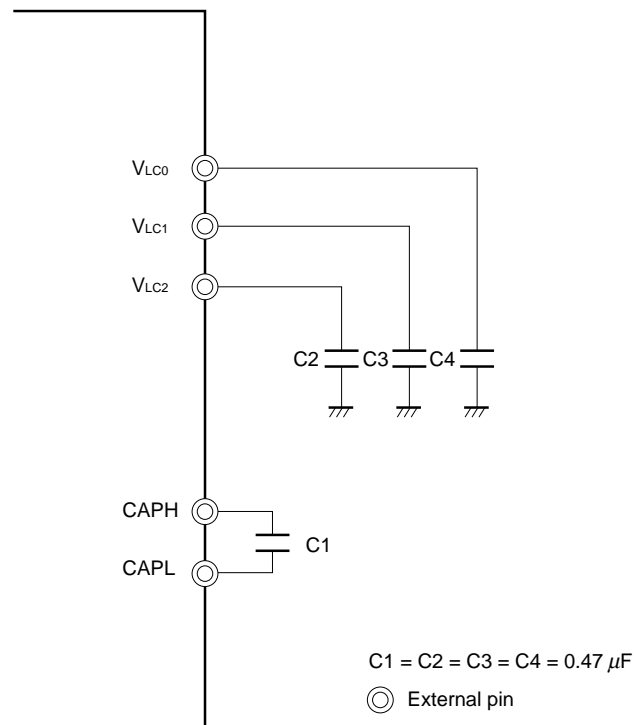 VLC0
VLC1
VLC2
C2 C3 C4
CAPH
C1
CAPL
C1 = C2 = C3 = C4 = 0.47 μF
External pin